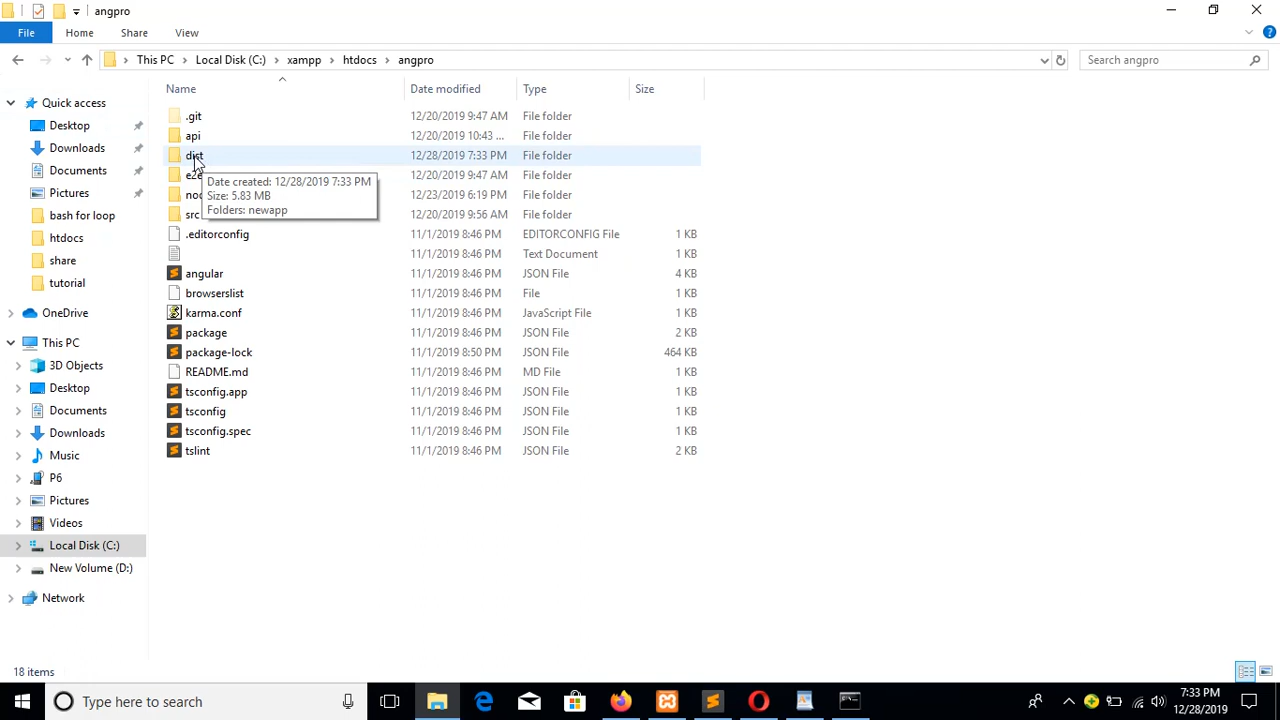 angpro
File Home Share View
This PC Local Disk (C:) xampp htdocs angpro Search angpro
Name Date modified Type Size
Quick access
Desktop
Downloads
Documents
Pictures
bash for loop
htdocs
share
tutorial
OneDrive
This PC
3D Objects
Desktop
Documents
Downloads
Music
P6
Pictures
Videos
Local Disk (C:)
New Volume (D:)
Network
.git 12/20/2019 9:47 AM File folder
api 12/20/2019 10:43 ... File folder
dist 12/28/2019 7:33 PM File folder
e2e 12/20/2019 9:47 AM File folder
12/23/2019 6:19 PM File folder
src 12/20/2019 9:56 AM File folder
Date created: 12/28/2019 7:33 PM
Size: 5.83 MB
Folders: newapp
.editorconfig 11/1/2019 8:46 PM EDITORCONFIG File 1 KB
11/1/2019 8:46 PM Text Document 1 KB
angular 11/1/2019 8:46 PM JSON File 4 KB
browserslist 11/1/2019 8:46 PM File 1 KB
karma.conf 11/1/2019 8:46 PM JavaScript File 1 KB
package 11/1/2019 8:46 PM JSON File 2 KB
package-lock 11/1/2019 8:50 PM JSON File 464 KB
README.md 11/1/2019 8:46 PM MD File 1 KB
tsconfig.app 11/1/2019 8:46 PM JSON File 1 KB
tsconfig 11/1/2019 8:46 PM JSON File 1 KB
tsconfig.spec 11/1/2019 8:46 PM JSON File 1 KB
tslint 11/1/2019 8:46 PM JSON File 2 KB
18 items
Type here to search
7:33 PM
12/28/2019